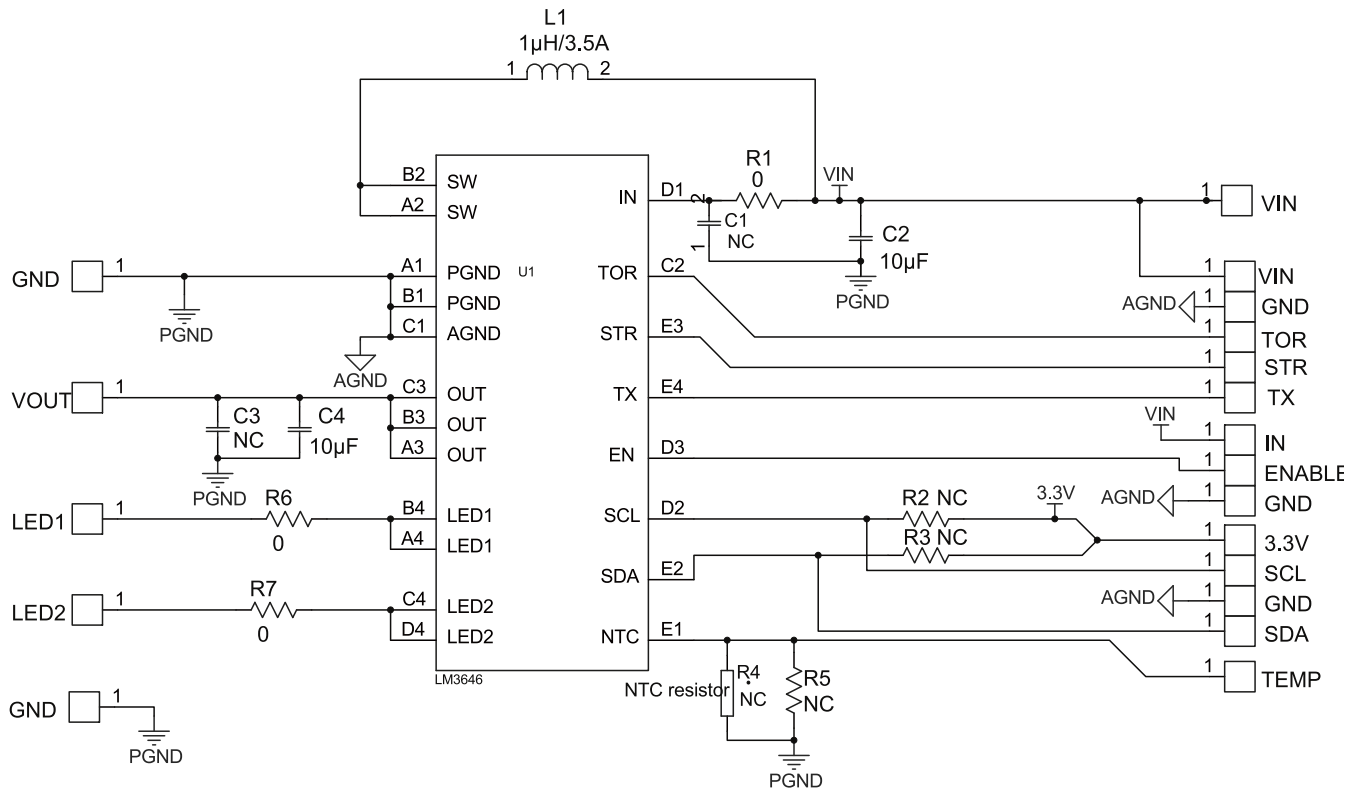 L1
1µH/3.5A
1 2
B2 SW
A2 SW
GND 1
A1 PGND
PGND
B1 PGND
C1 AGND
AGND
U1
VOUT 1
C3 OUT
B3 OUT
A3 OUT
C3
NC
C4
10µF
PGND
LED1 1
R6
0
B4 LED1
A4 LED1
LED2 1
R7
0
C4 LED2
D4 LED2
LM3646
GND 1
PGND
IN D1
2
C1
NC
1
R1
0
VIN
C2
10µF
PGND
1 VIN
TOR C2
STR E3
TX E4
EN D3
SCL D2
SDA E2
NTC E1
1 VIN
AGND 1 GND
1 TOR
1 STR
1 TX
VIN
1 IN
1 ENABLE
AGND 1 GND
R2 NC
R3 NC
3.3V
1 3.3V
1 SCL
AGND 1 GND
1 SDA
1 TEMP
NTC resistor
R4
NC
R5
NC
PGND